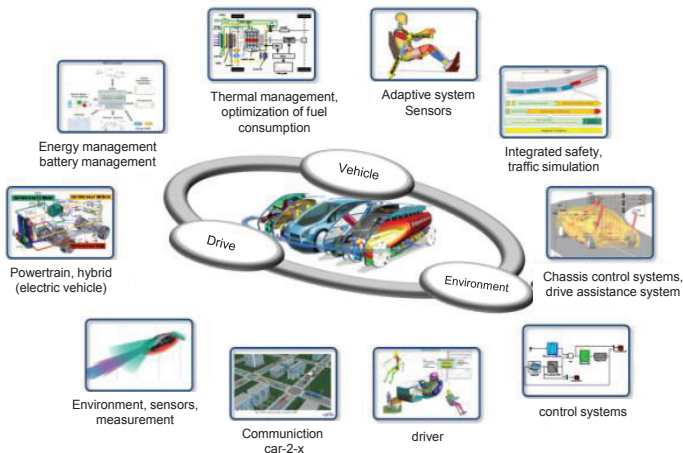 Thermal management,
optimization of fuel
consumption
Adaptive system
Sensors
Energy management
battery management
Integrated safety,
traffic simulation
Vehicle
Drive
Environment
Powertrain, hybrid
(electric vehicle)
Chassis control systems,
drive assistance system
Environment, sensors,
measurement
Communiction
car-2-x
driver
control systems